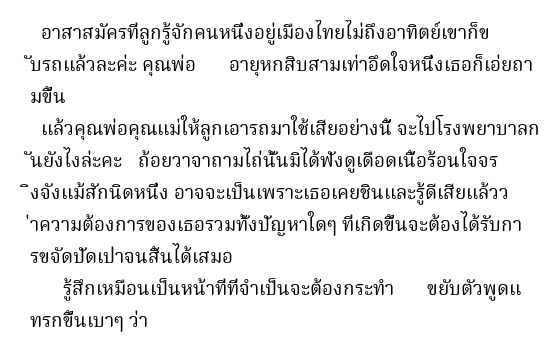 อาสาสมัครที่ลูกรู้จักคนหนึ่งอยู่เมืองไทยไม่ถึงอาทิตย์เขาก็ข
ับรถแล้วละค่ะ คุณพ่อ อายุหกสิบสามเท่าอึดใจหนึ่งเธอก็เอ่ยถา
มขึ้น
แล้วคุณพ่อคุณแม่ให้ลูกเอารถมาใช้เสียอย่างนี้ จะไปโรงพยาบาลก
ันยังไงล่ะคะ ถ้อยวาจาถามไถ่นั้นมิได้ฟังดูเดือดเนื้อร้อนใจจร
ิงจังแม้สักนิดหนึ่ง อาจจะเป็นเพราะเธอเคยชินและรู้ดีเสียแล้วว
่าความต้องการของเธอรวมทั้งปัญหาใดๆ ที่เกิดขึ้นจะต้องได้รับกา
รขจัดปัดเป่าจนสิ้นได้เสมอ
รู้สึกเหมือนเป็นหน้าที่ที่จำเป็นจะต้องกระทำ ขยับตัวพูดแ
ทรกขึ้นเบาๆ ว่า